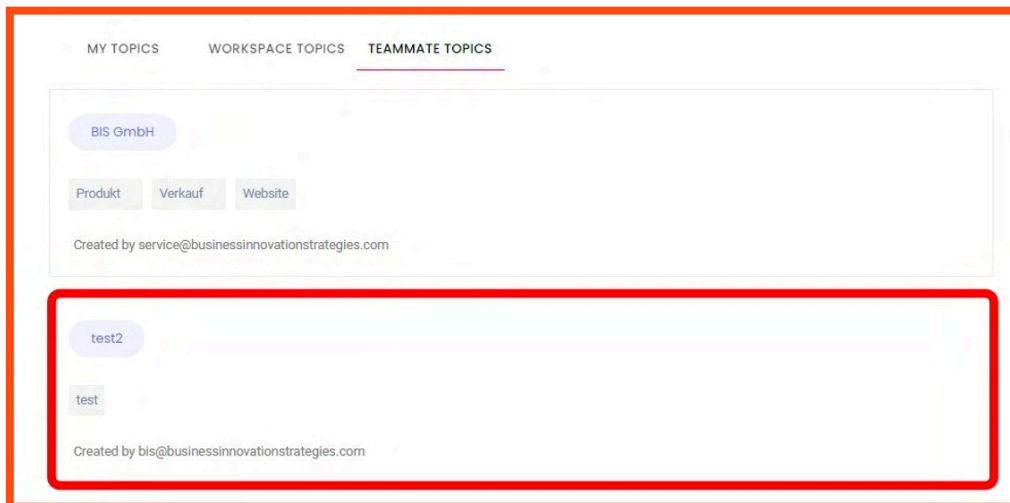 MY TOPICS WORKSPACE TOPICS TEAMMATE TOPICS
BIS GmbH
Produkt Verkauf Website
Created by service@businessinnovationstrategies.com
test2
test
Created by bis@businessinnovationstrategies.com